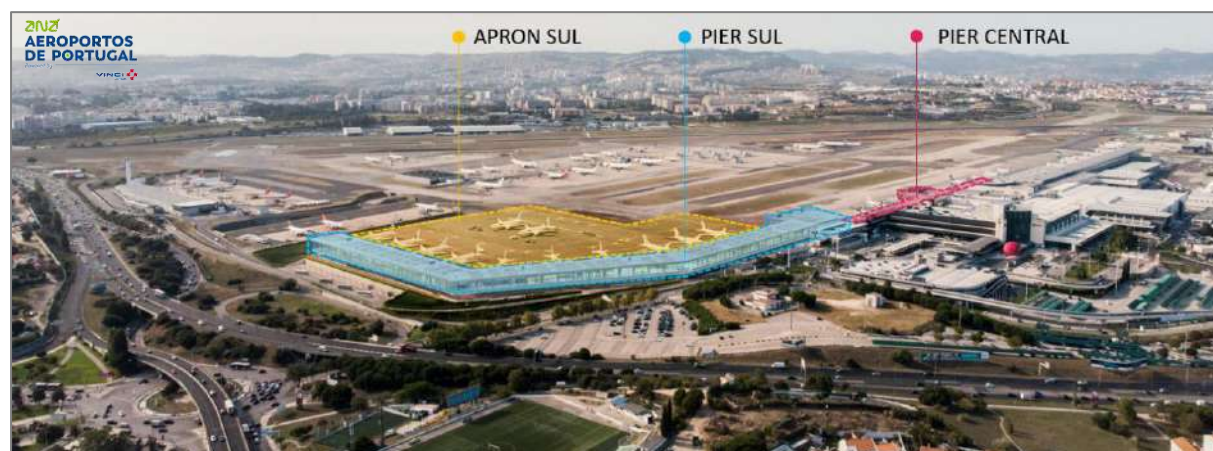 ana
AEROPORTOS
DE PORTUGAL
VINCI
APRON SUL
PIER SUL
PIER CENTRAL